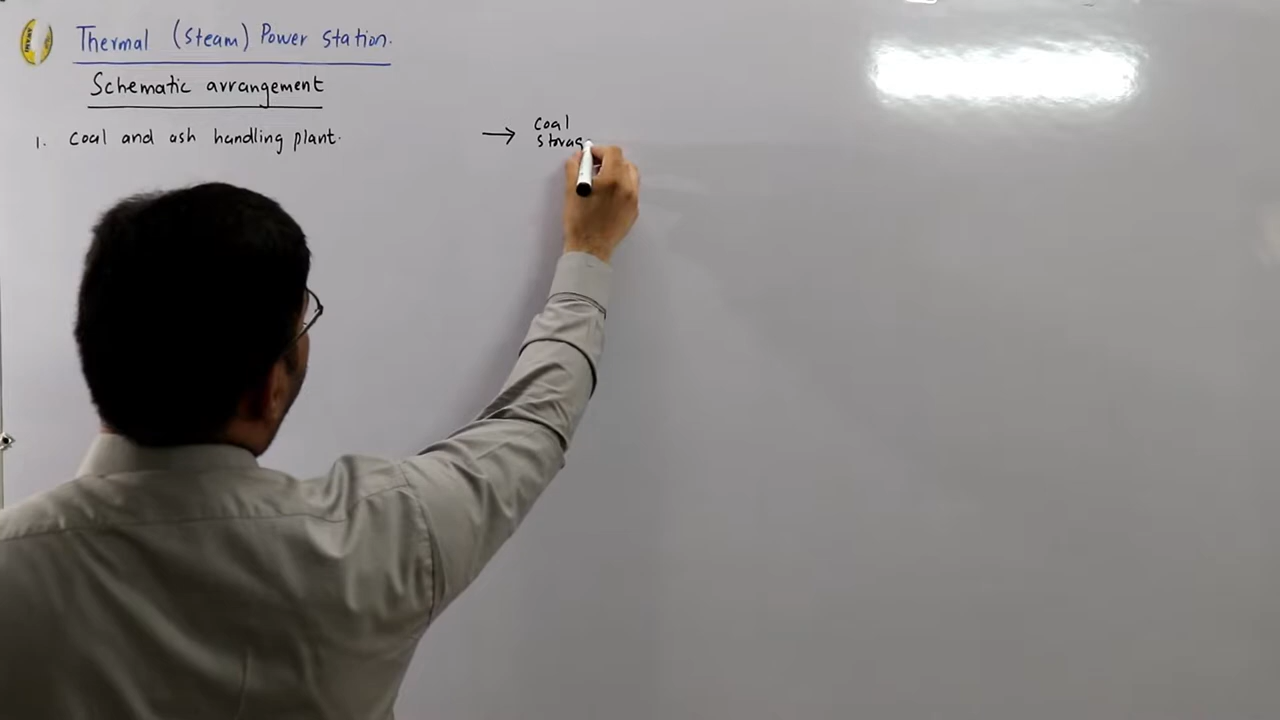 Thermal (Steam) Power Station.
Schematic arrangement
1. Coal and ash handling plant.
→ Coal
Storag